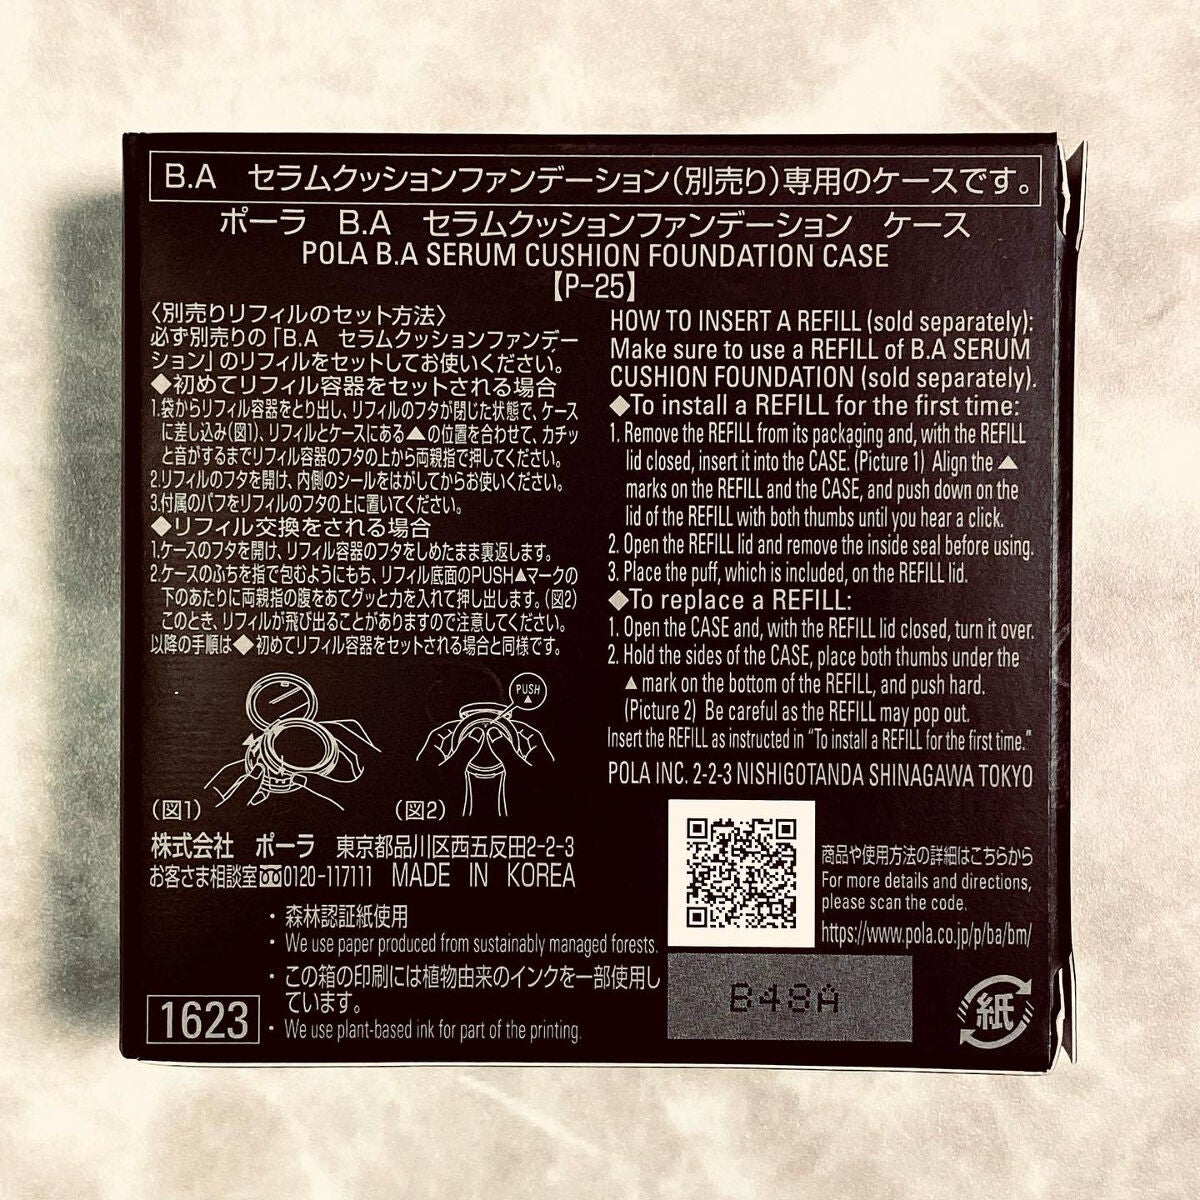 B.A　セラムクッションファンデーション(別売り)専用のケースです。
ポーラ　B.A　セラムクッションファンデーション　ケース
POLA B.A SERUM CUSHION FOUNDATION CASE
【P-25】
〈別売りリフィルのセット方法〉
必ず別売りの「B.A　セラムクッションファンデー
ション」のリフィルをセットしてお使いください。
◆初めてリフィル容器をセットされる場合
1.袋からリフィル容器をとり出し、リフィルのフタが閉じた状態で、ケース
に差し込み(図1)、リフィルとケースにある▲の位置を合わせて、カチッ
と音がするまでリフィル容器のフタの上から両親指で押してください。
2.リフィルのフタを開け、内側のシールをはがしてからお使いください。
3.付属のパフをリフィルのフタの上に置いてください。
◆リフィル交換をされる場合
1.ケースのフタを開け、リフィル容器のフタをしめたまま裏返します。
2.ケースのふちを指で包むようにもち、リフィル底面のPUSH▲マークの
下のあたりに両親指の腹をあてグッと力を入れて押し出します。(図2)
このとき、リフィルが飛び出ることがありますので注意してください。
以降の手順は◆初めてリフィル容器をセットされる場合と同様です。
PUSH
▲
(図1)
(図2)
株式会社　ポーラ　東京都品川区西五反田2-2-3
お客さま相談室 0120-117111　MADE IN KOREA
・森林認証紙使用
・We use paper produced from sustainably managed forests.
・この箱の印刷には植物由来のインクを一部使用し
ています。
・We use plant-based ink for part of the printing.
1623
HOW TO INSERT A REFILL (sold separately):
Make sure to use a REFILL of B.A SERUM
CUSHION FOUNDATION (sold separately).
◆To install a REFILL for the first time:
1. Remove the REFILL from its packaging and, with the REFILL
lid closed, insert it into the CASE. (Picture 1) Align the ▲
marks on the REFILL and the CASE, and push down on the
lid of the REFILL with both thumbs until you hear a click.
2. Open the REFILL lid and remove the inside seal before using.
3. Place the puff, which is included, on the REFILL lid.
◆To replace a REFILL:
1. Open the CASE and, with the REFILL lid closed, turn it over.
2. Hold the sides of the CASE, place both thumbs under the
▲ mark on the bottom of the REFILL, and push hard.
(Picture 2) Be careful as the REFILL may pop out.
Insert the REFILL as instructed in "To install a REFILL for the first time."
POLA INC. 2-2-3 NISHIGOTANDA SHINAGAWA TOKYO
商品や使用方法の詳細はこちらから
For more details and directions,
please scan the code.
https://www.pola.co.jp/p/ba/bm/
B48A
紙